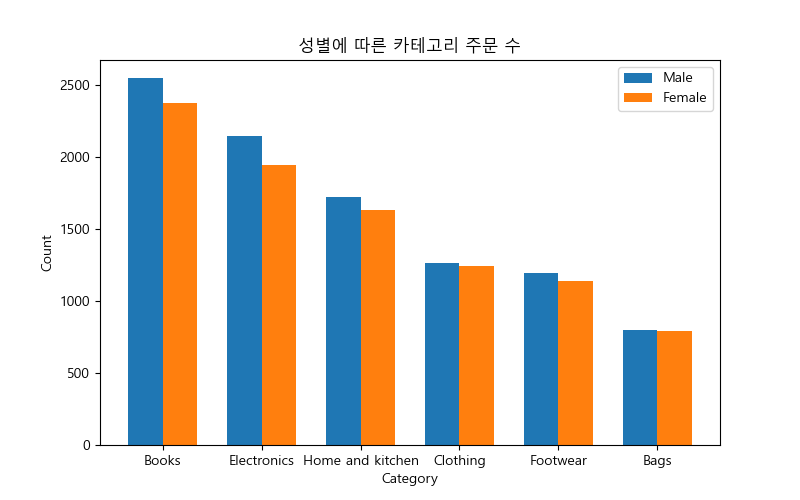 성별에 따른 카테고리 주문 수
Male
Female
2500
2000
1500
1000
500
0
Count
Books Electronics Home and kitchen Clothing Footwear Bags
Category